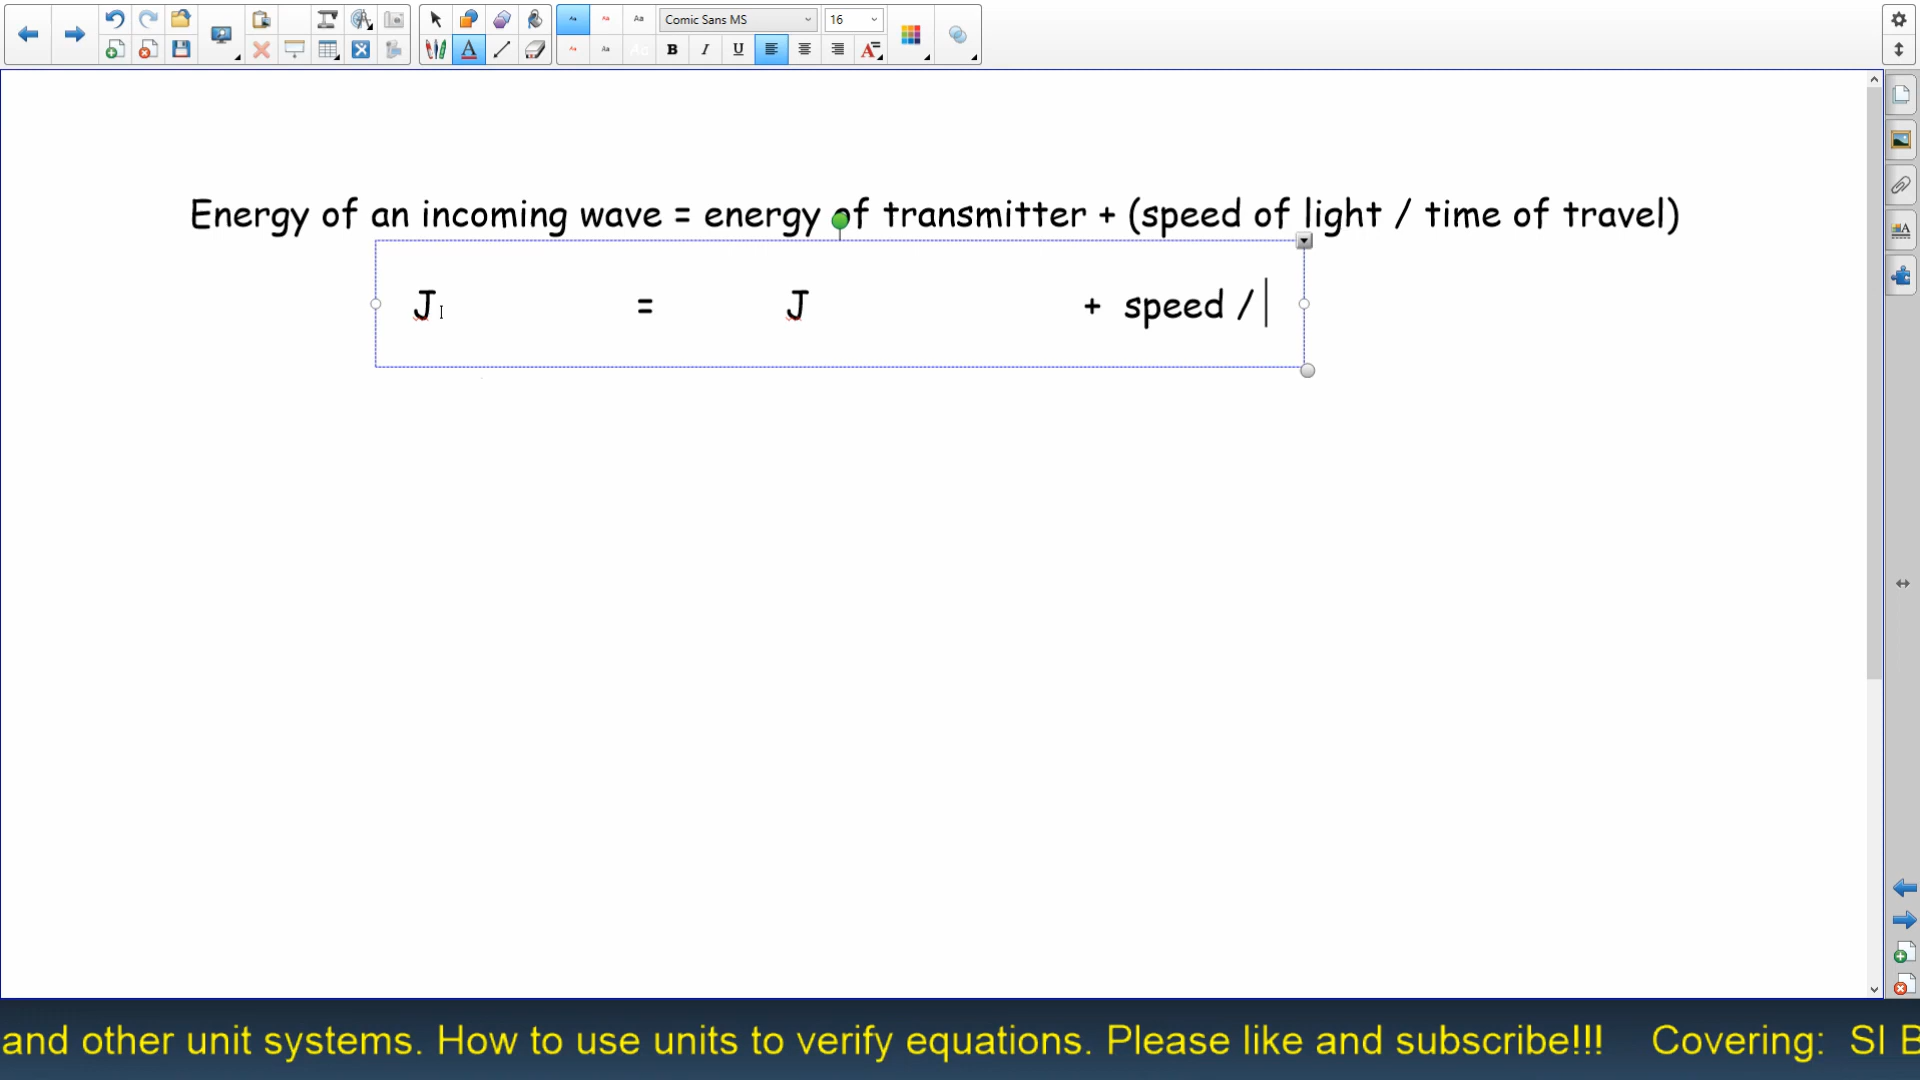 Comic Sans MS
16
Energy of an incoming wave = energy of transmitter + (speed of light / time of travel)
J = J + speed /
and other unit systems. How to use units to verify equations. Please like and subscribe!!! Covering: SI B